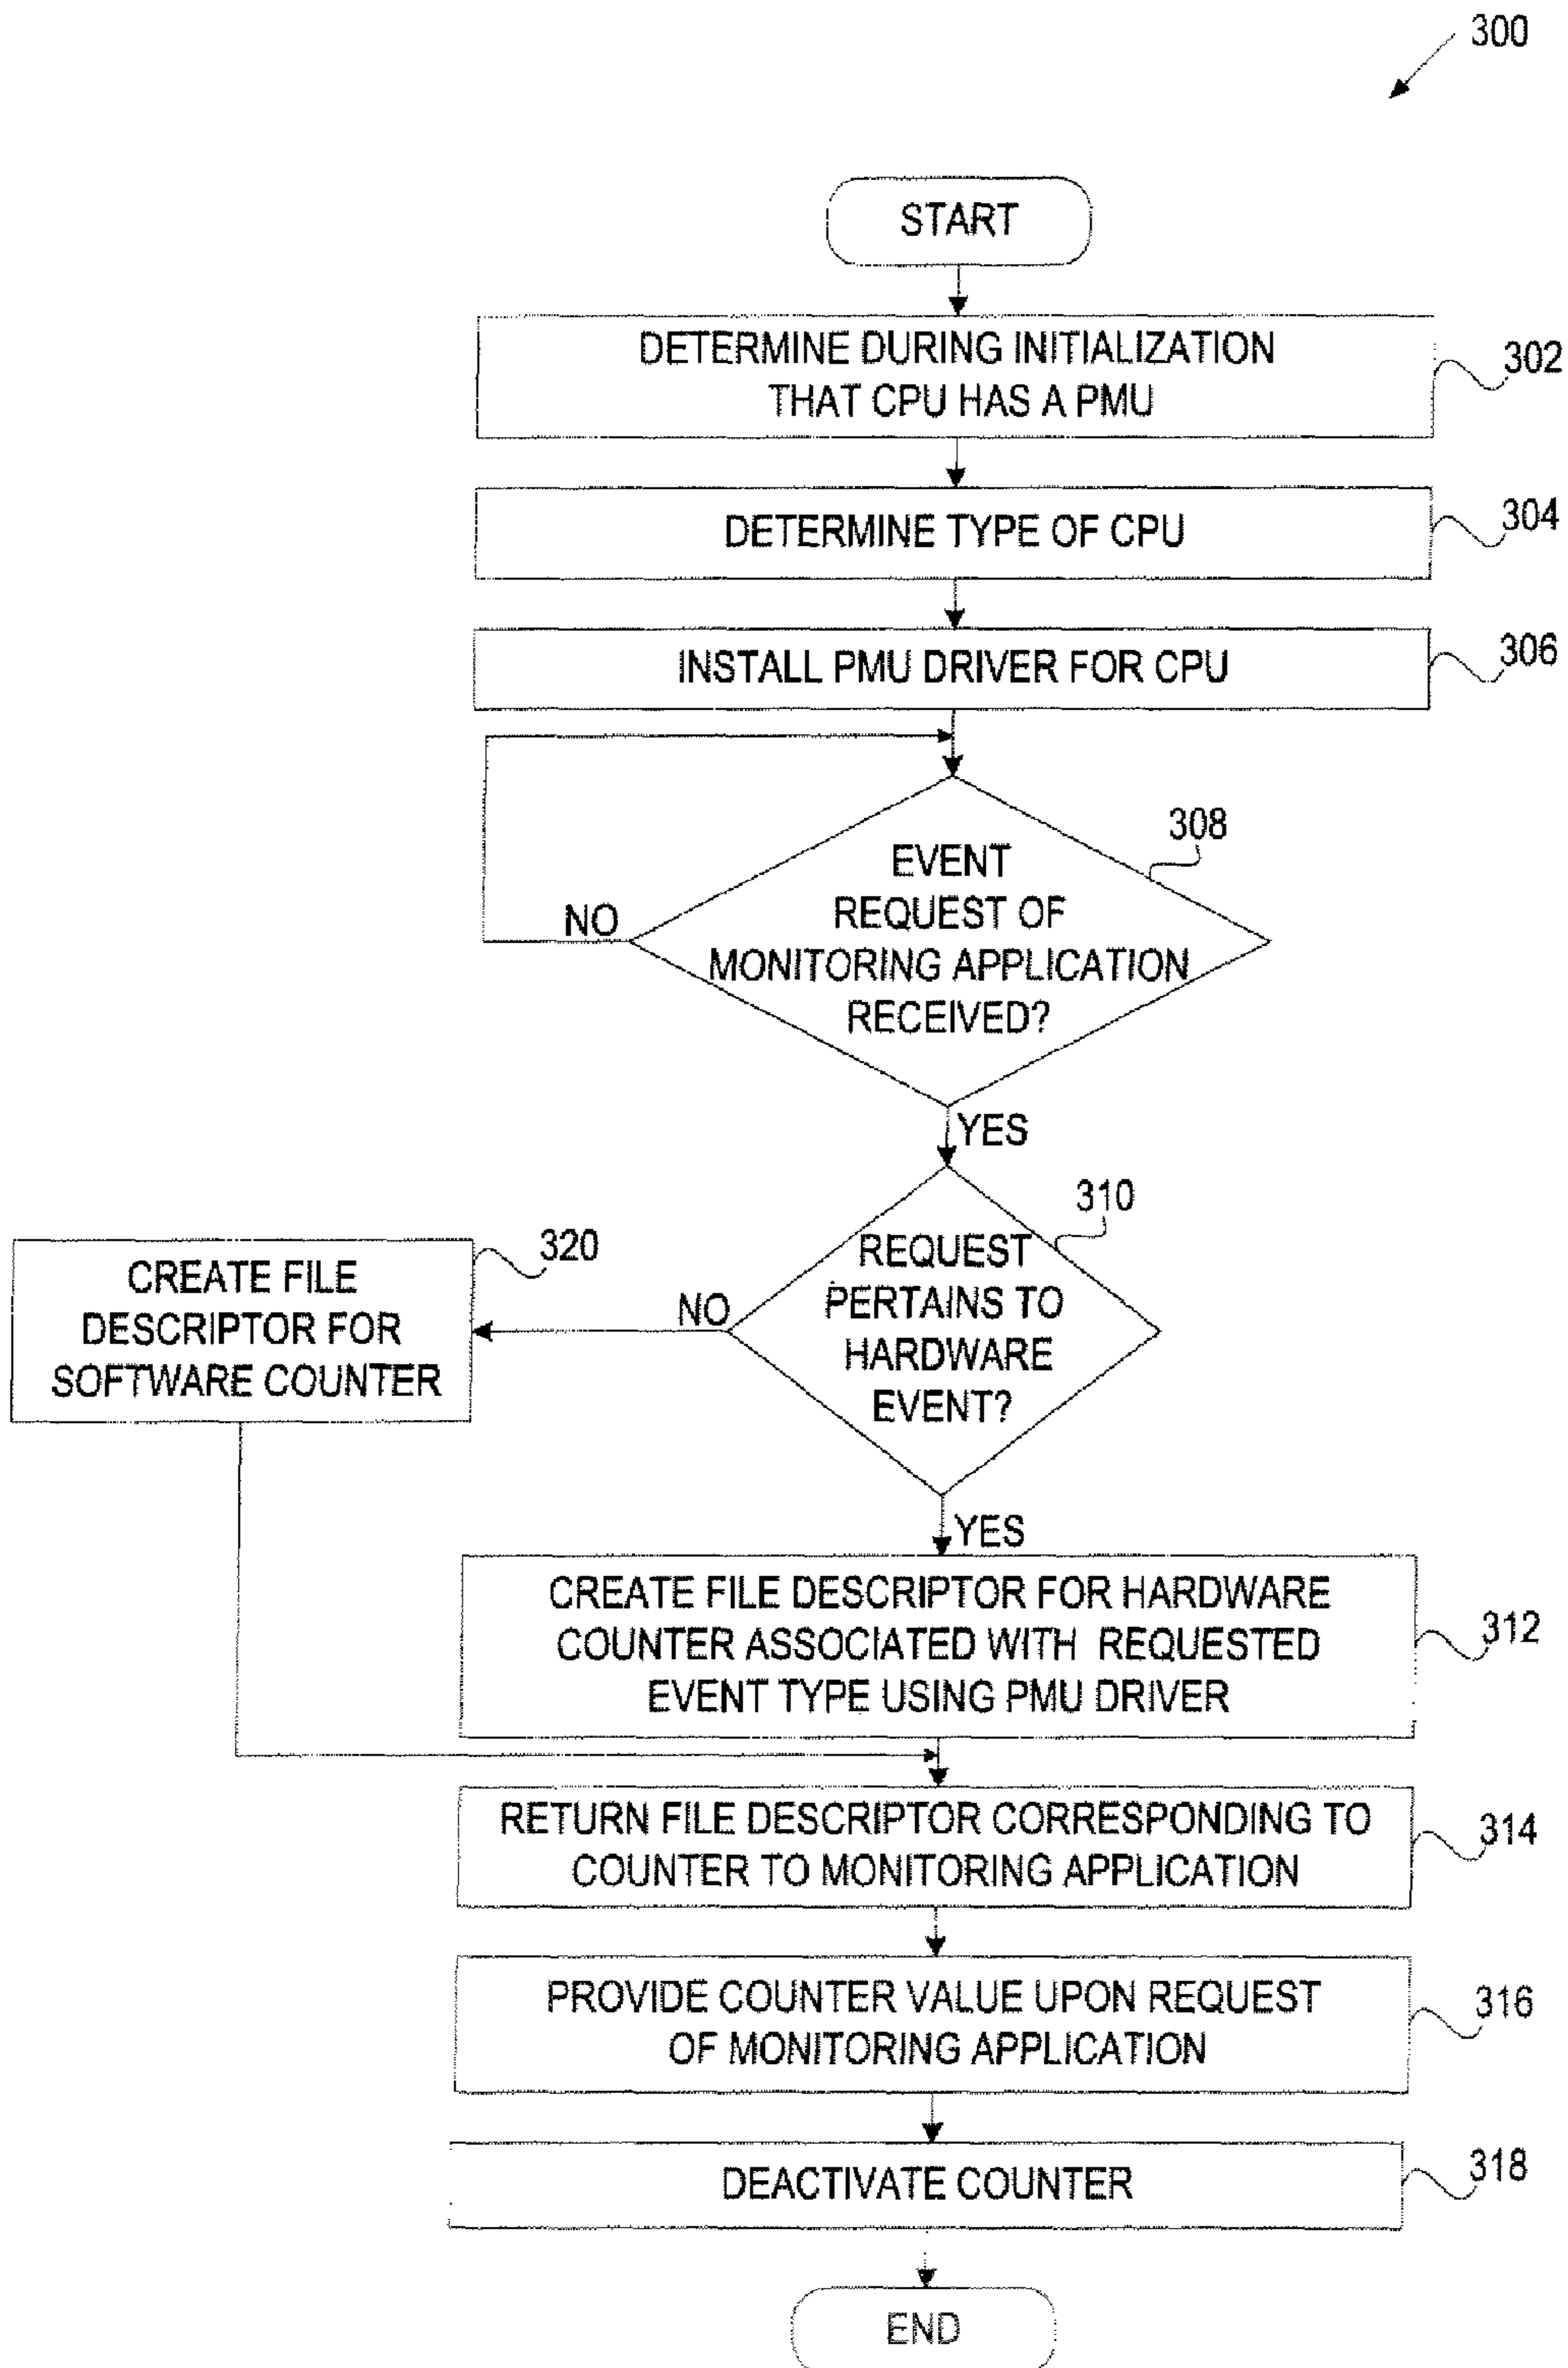 300
START
DETERMINE DURING INITIALIZATION
THAT CPU HAS A PMU
302
DETERMINE TYPE OF CPU
304
INSTALL PMU DRIVER FOR CPU
306
308
EVENT
REQUEST OF
MONITORING APPLICATION
RECEIVED?
NO
YES
310
REQUEST
PERTAINS TO
HARDWARE
EVENT?
NO
320
CREATE FILE
DESCRIPTOR FOR
SOFTWARE COUNTER
YES
CREATE FILE DESCRIPTOR FOR HARDWARE
COUNTER ASSOCIATED WITH REQUESTED
EVENT TYPE USING PMU DRIVER
312
RETURN FILE DESCRIPTOR CORRESPONDING TO
COUNTER TO MONITORING APPLICATION
314
PROVIDE COUNTER VALUE UPON REQUEST
OF MONITORING APPLICATION
316
DEACTIVATE COUNTER
318
END